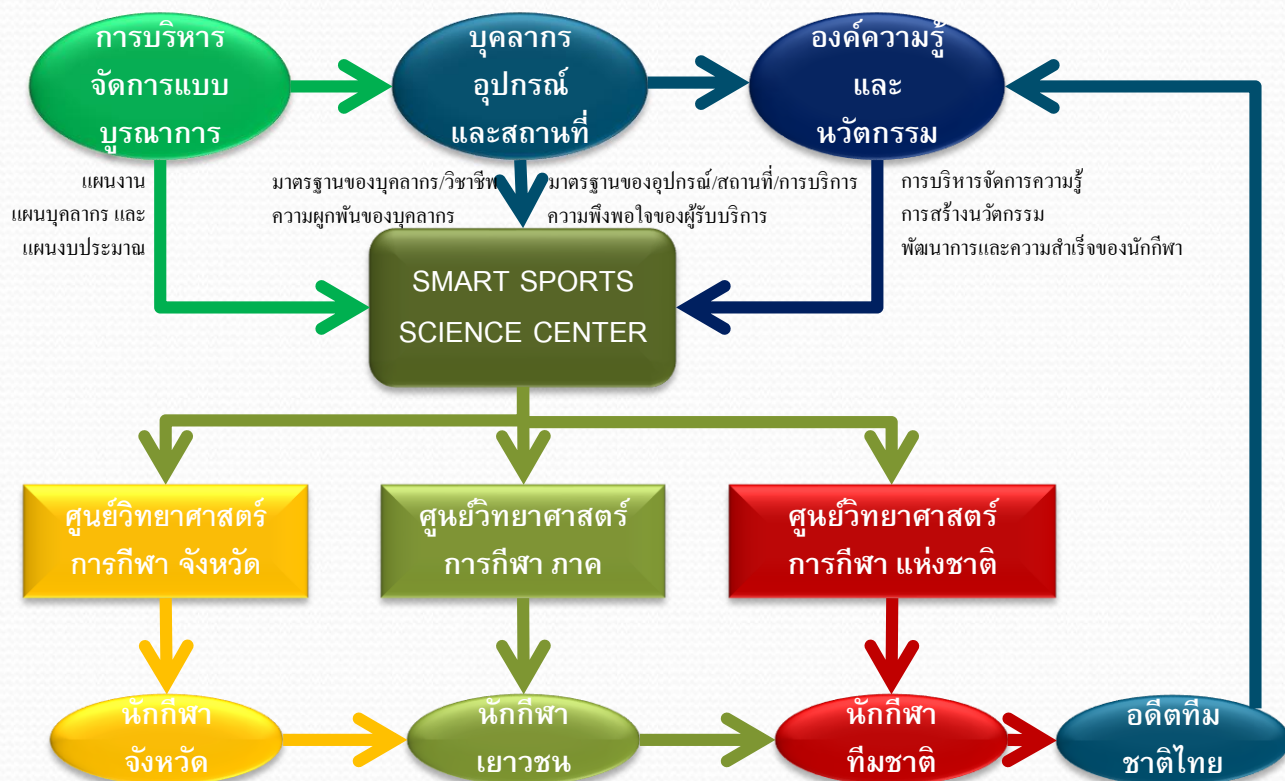 การบริหาร
จัดการแบบ
บูรณาการ
บุคลากร
อุปกรณ์
และสถานที่
องค์ความรู้
และ
นวัตกรรม
แผนงาน
แผนบุคลากร และ
แผนงบประมาณ
มาตรฐานของบุคลากร/วิชาชีพ
ความผูกพันของบุคลากร
มาตรฐานของอุปกรณ์/สถานที่/การบริการ
ความพึงพอใจของผู้รับบริการ
การบริหารจัดการความรู้
การสร้างนวัตกรรม
พัฒนาการและความสำเร็จของนักกีฬา
SMART SPORTS
SCIENCE CENTER
ศูนย์วิทยาศาสตร์
การกีฬา จังหวัด
ศูนย์วิทยาศาสตร์
การกีฬา ภาค
ศูนย์วิทยาศาสตร์
การกีฬา แห่งชาติ
นักกีฬา
จังหวัด
นักกีฬา
เยาวชน
นักกีฬา
ทีมชาติ
อดีตทีม
ชาติไทย